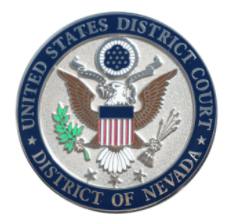 UNITED STATES DISTRICT COURT
DISTRICT OF NEVADA